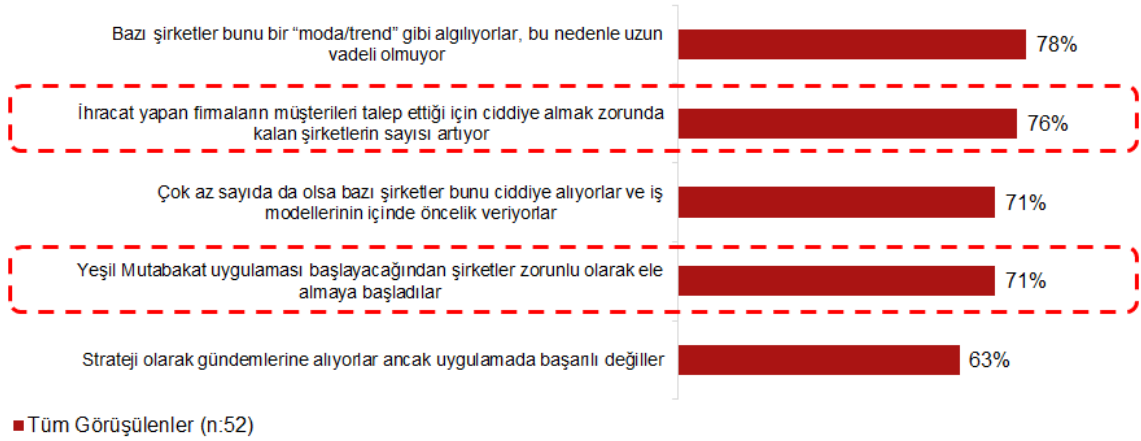 Bazı şirketler bunu bir “moda/trend” gibi algılıyorlar, bu nedenle uzun
vadeli olmuyor
78%
İhracat yapan firmaların müşterileri talep ettiği için ciddiye almak zorunda
kalan şirketlerin sayısı artıyor
76%
Çok az sayıda da olsa bazı şirketler bunu ciddiye alıyorlar ve iş
modellerinin içinde öncelik veriyorlar
71%
Yeşil Mutabakat uygulaması başlayacağından şirketler zorunlu olarak ele
almaya başladılar
71%
Strateji olarak gündemlerine alıyorlar ancak uygulamada başarılı değiller
63%
Tüm Görüşülenler (n:52)